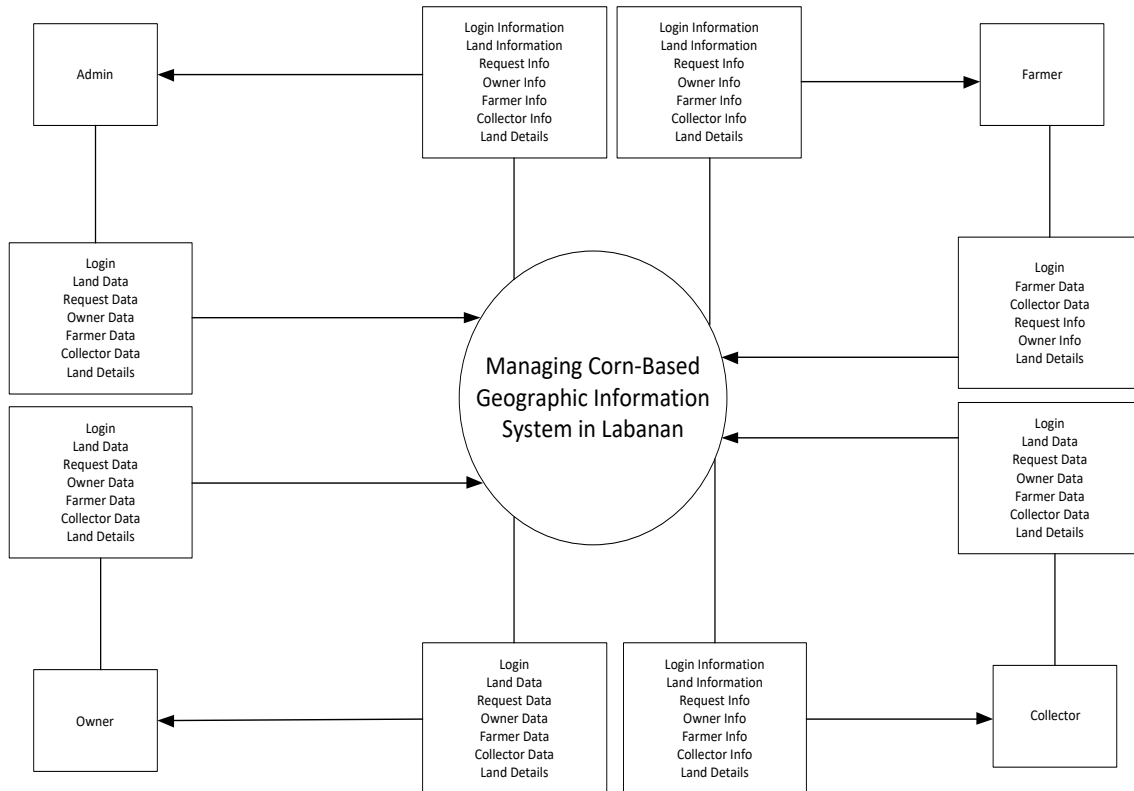 Admin
Login Information
Land Information
Request Info
Owner Info
Farmer Info
Collector Info
Land Details
Login Information
Land Information
Request Info
Owner Info
Farmer Info
Collector Info
Land Details
Farmer
Login
Land Data
Request Data
Owner Data
Farmer Data
Collector Data
Land Details
Managing Corn-Based
Geographic Information
System in Labanan
Login
Farmer Data
Collector Data
Request Info
Owner Info
Land Details
Login
Land Data
Request Data
Owner Data
Farmer Data
Collector Data
Land Details
Login
Land Data
Request Data
Owner Data
Farmer Data
Collector Data
Land Details
Owner
Login
Land Data
Request Data
Owner Data
Farmer Data
Collector Data
Land Details
Login Information
Land Information
Request Info
Owner Info
Farmer Info
Collector Info
Land Details
Collector